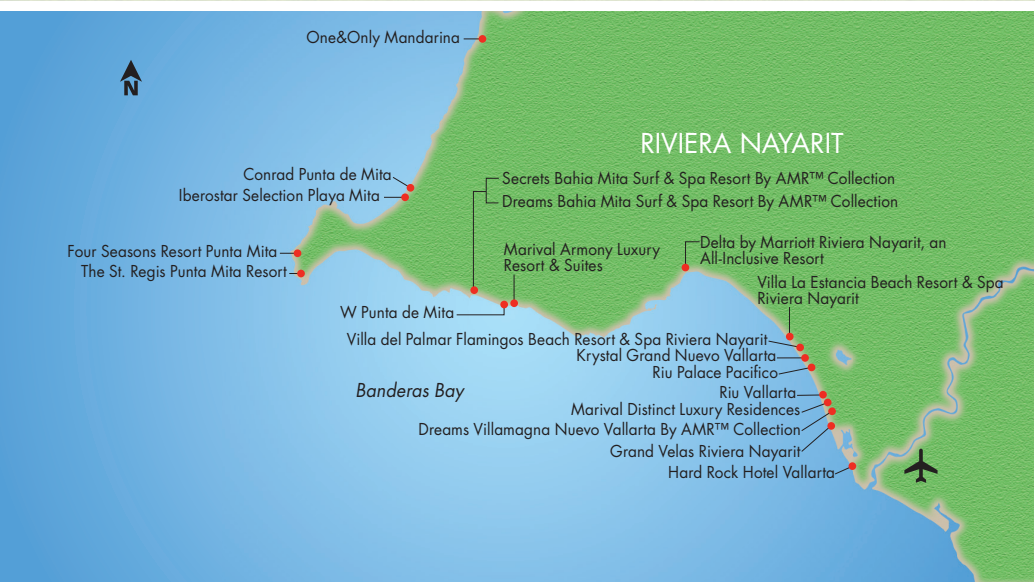 One&Only Mandarina
N
RIVIERA NAYARIT
Conrad Punta de Mita
Iberostar Selection Playa Mita
Secrets Bahia Mita Surf & Spa Resort By AMR™ Collection
Dreams Bahia Mita Surf & Spa Resort By AMR™ Collection
Four Seasons Resort Punta Mita
The St. Regis Punta Mita Resort
Marival Armony Luxury
Resort & Suites
Delta by Marriott Riviera Nayarit, an
All-Inclusive Resort
Villa La Estancia Beach Resort & Spa
Riviera Nayarit
W Punta de Mita
Villa del Palmar Flamingos Beach Resort & Spa Riviera Nayarit
Krystal Grand Nuevo Vallarta
Riu Palace Pacifico
Banderas Bay
Riu Vallarta
Marival Distinct Luxury Residences
Dreams Villamagna Nuevo Vallarta By AMR™ Collection
Grand Velas Riviera Nayarit
Hard Rock Hotel Vallarta